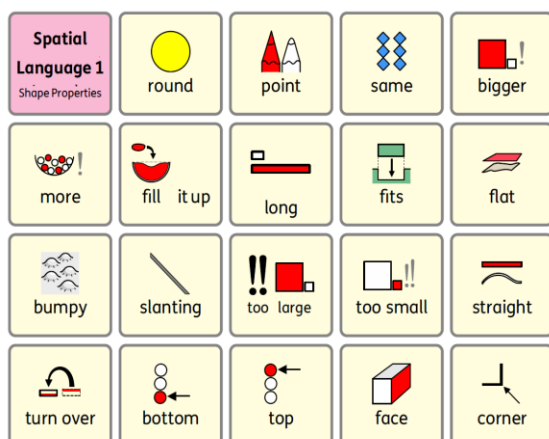 Spatial
Language 1
Shape Properties
round
point
same
bigger
more
fill it up
long
fits
flat
bumpy
slanting
too large
too small
straight
turn over
bottom
top
face
corner